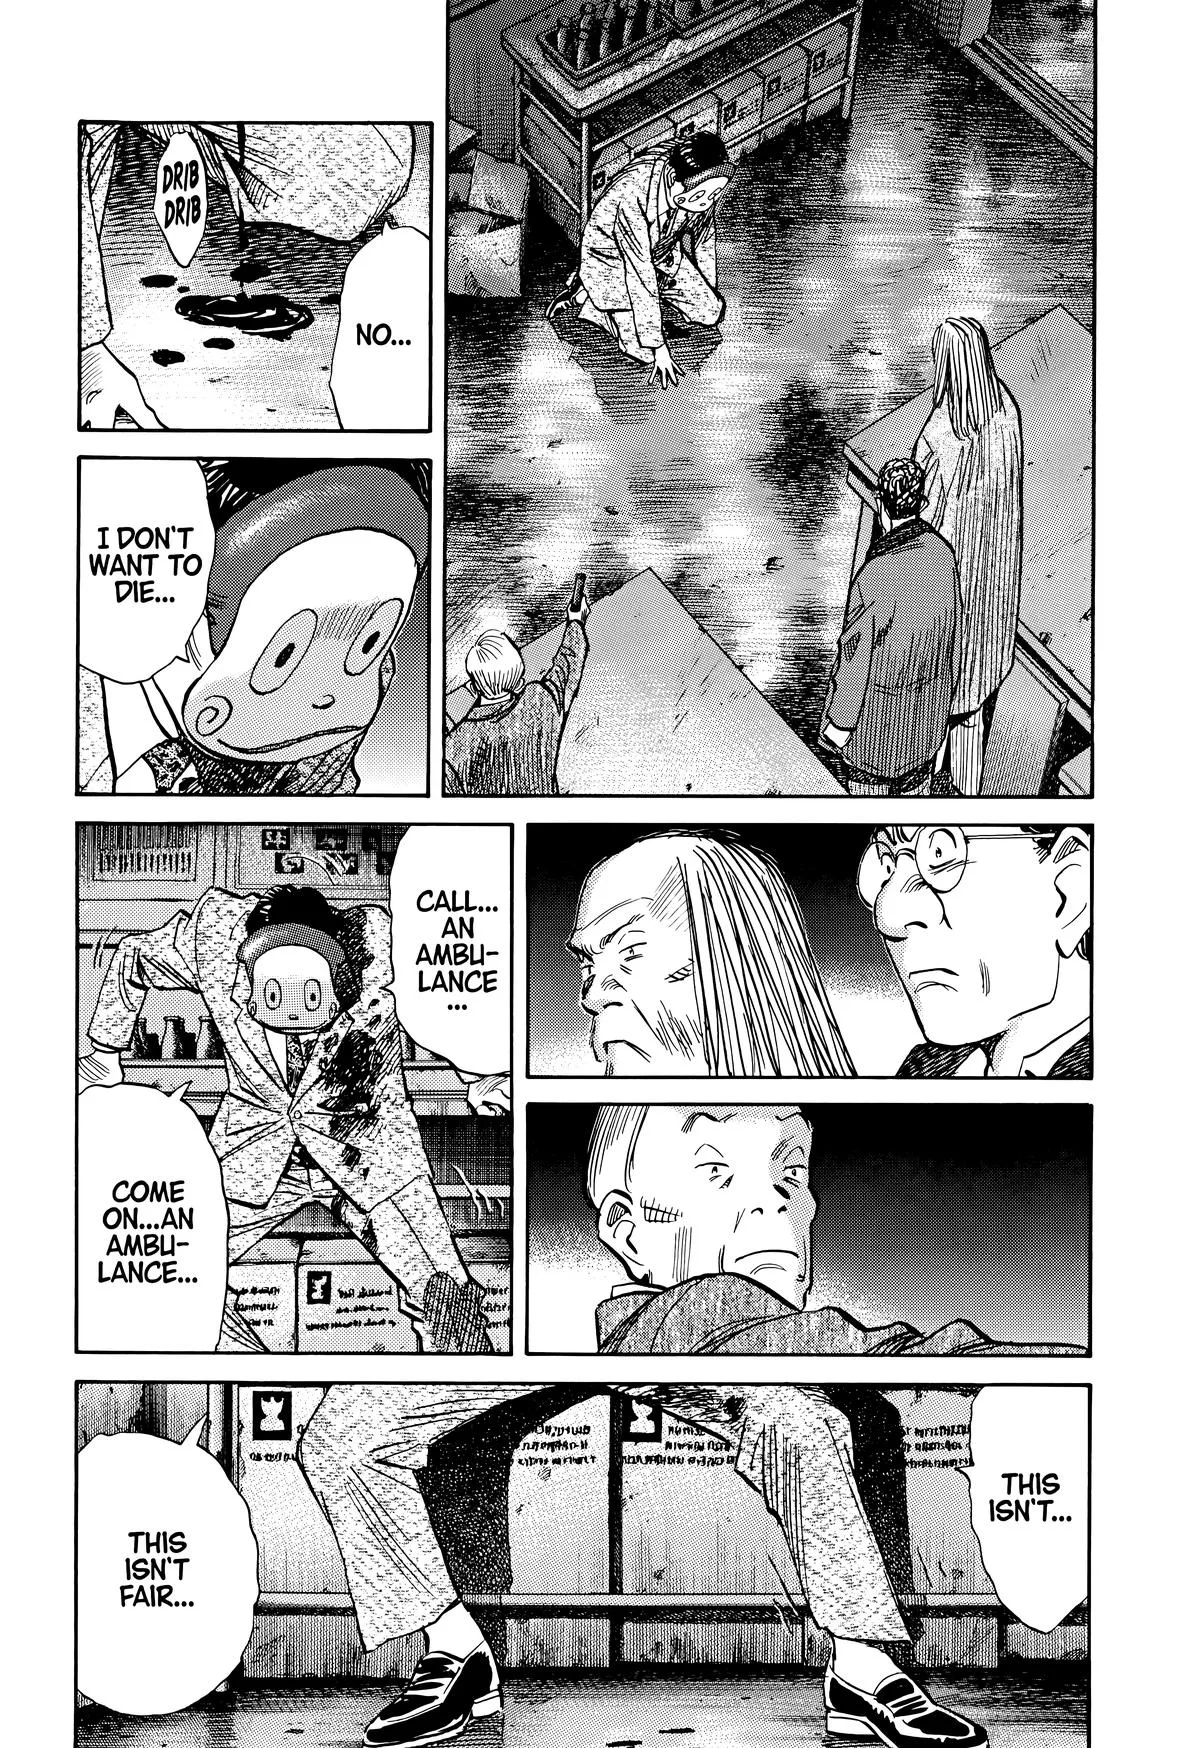 DRIB
DRIB
NO...
I DON'T
WANT TO
DIE...
CALL...
AN
AMBU-
LANCE
...
COME
ON...AN
AMBU-
LANCE...
THIS
ISN'T...
THIS
ISN'T
FAIR...